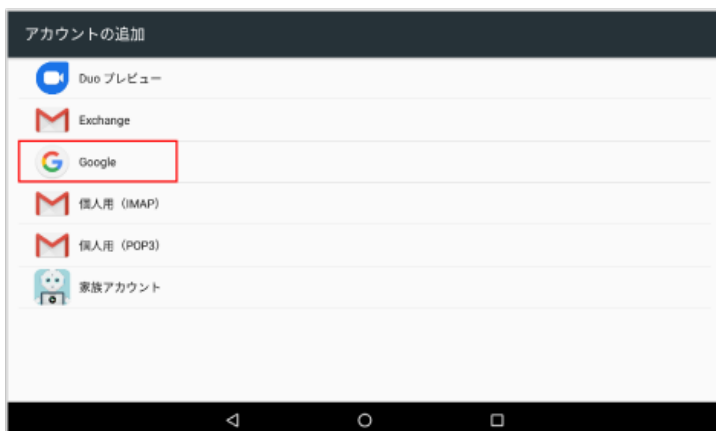 アカウントの追加
Duo プレビュー
Exchange
Google
個人用（IMAP）
個人用（POP3）
家族アカウント